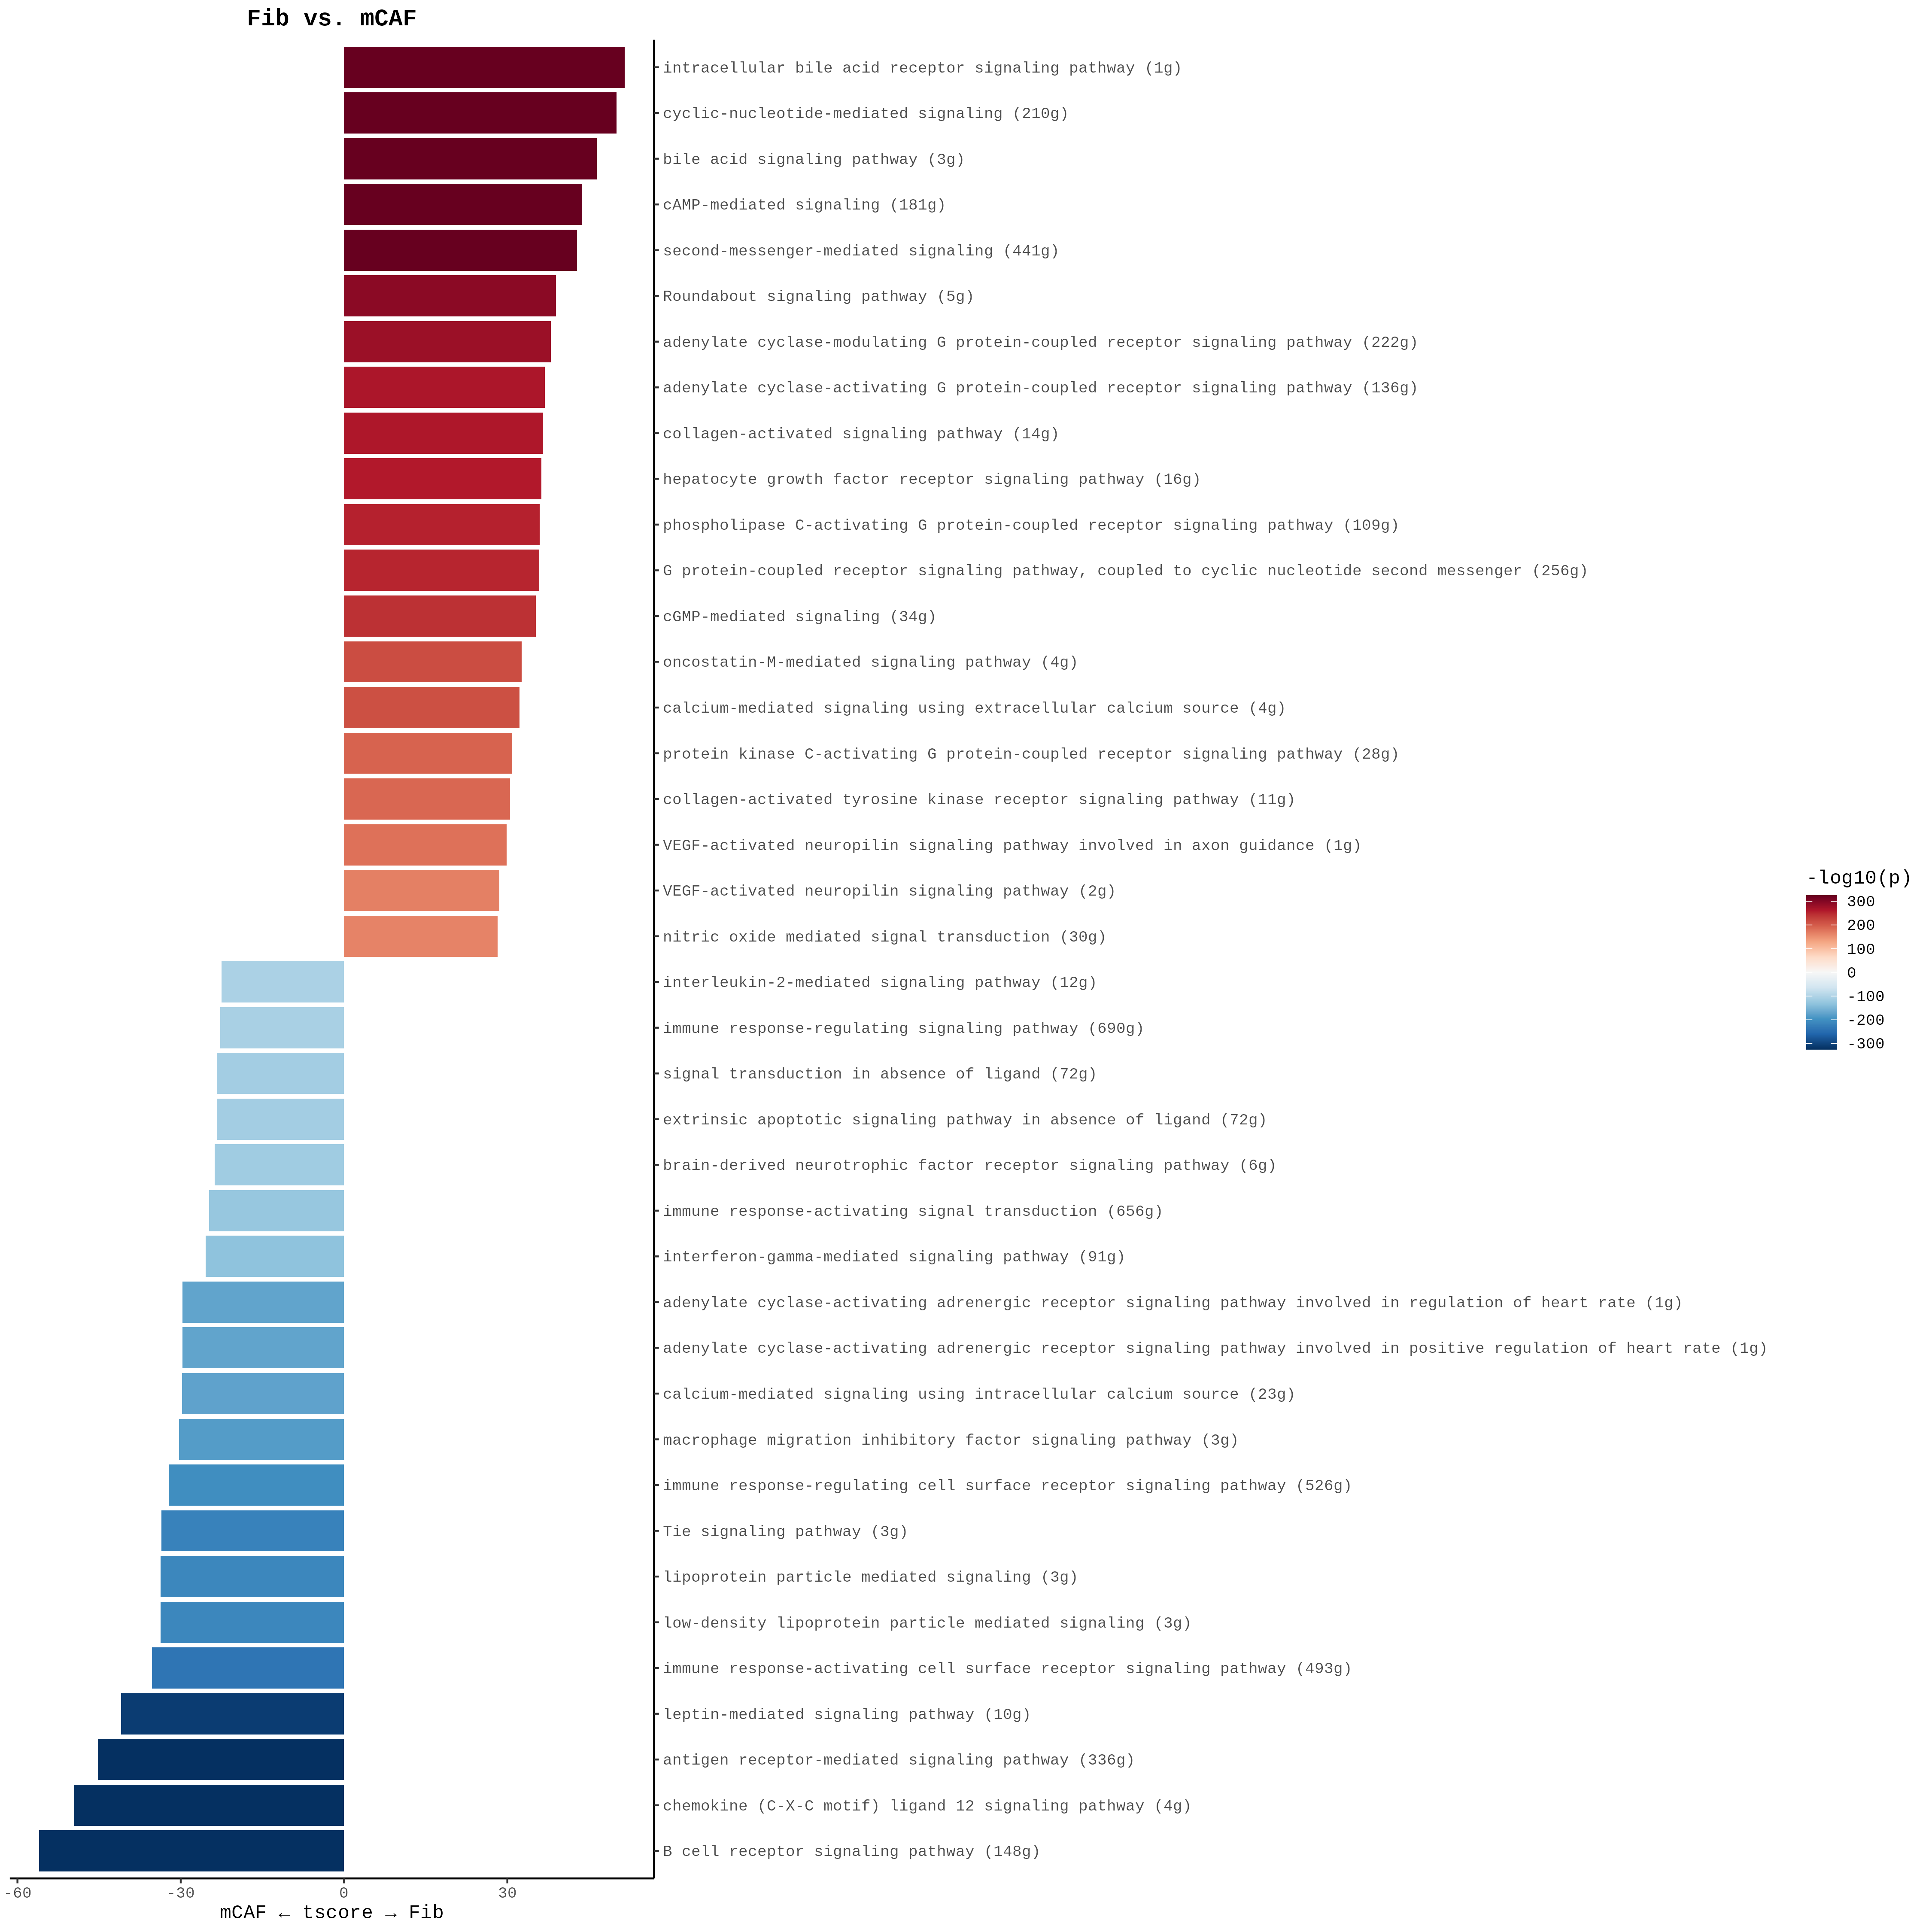 Fib vs. mCAF
intracellular bile acid receptor signaling pathway (1g)
cyclic-nucleotide-mediated signaling (210g)
bile acid signaling pathway (3g)
cAMP-mediated signaling (181g)
second-messenger-mediated signaling (441g)
Roundabout signaling pathway (5g)
adenylate cyclase-modulating G protein-coupled receptor signaling pathway (222g)
adenylate cyclase-activating G protein-coupled receptor signaling pathway (136g)
collagen-activated signaling pathway (14g)
hepatocyte growth factor receptor signaling pathway (16g)
phospholipase C-activating G protein-coupled receptor signaling pathway (109g)
G protein-coupled receptor signaling pathway, coupled to cyclic nucleotide second messenger (256g)
cGMP-mediated signaling (34g)
oncostatin-M-mediated signaling pathway (4g)
calcium-mediated signaling using extracellular calcium source (4g)
protein kinase C-activating G protein-coupled receptor signaling pathway (28g)
collagen-activated tyrosine kinase receptor signaling pathway (11g)
VEGF-activated neuropilin signaling pathway involved in axon guidance (1g)
VEGF-activated neuropilin signaling pathway (2g)
nitric oxide mediated signal transduction (30g)
interleukin-2-mediated signaling pathway (12g)
immune response-regulating signaling pathway (690g)
signal transduction in absence of ligand (72g)
extrinsic apoptotic signaling pathway in absence of ligand (72g)
brain-derived neurotrophic factor receptor signaling pathway (6g)
immune response-activating signal transduction (656g)
interferon-gamma-mediated signaling pathway (91g)
adenylate cyclase-activating adrenergic receptor signaling pathway involved in regulation of heart rate (1g)
adenylate cyclase-activating adrenergic receptor signaling pathway involved in positive regulation of heart rate (1g)
calcium-mediated signaling using intracellular calcium source (23g)
macrophage migration inhibitory factor signaling pathway (3g)
immune response-regulating cell surface receptor signaling pathway (526g)
Tie signaling pathway (3g)
lipoprotein particle mediated signaling (3g)
low-density lipoprotein particle mediated signaling (3g)
immune response-activating cell surface receptor signaling pathway (493g)
leptin-mediated signaling pathway (10g)
antigen receptor-mediated signaling pathway (336g)
chemokine (C-X-C motif) ligand 12 signaling pathway (4g)
B cell receptor signaling pathway (148g)
-60 -30 0 30
mCAF ← tscore → Fib
-log10(p)
300
200
100
0
-100
-200
-300